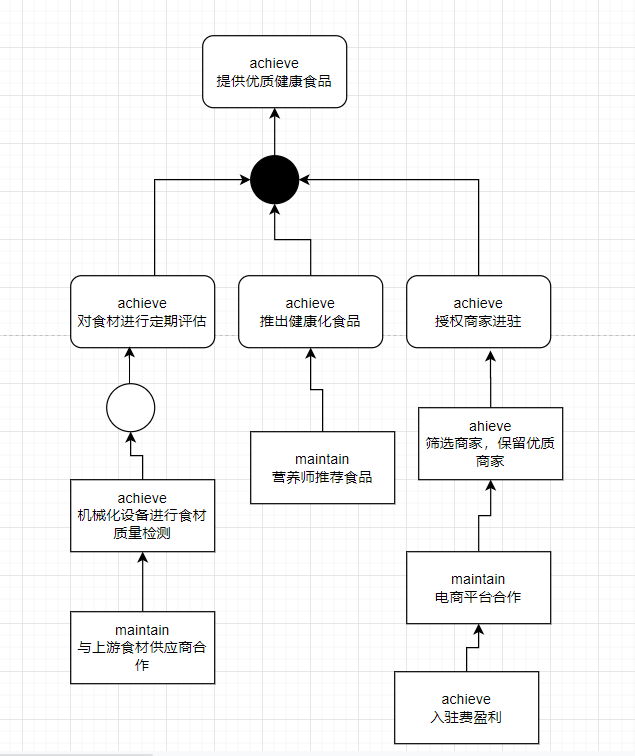 achieve
提供优质健康食品
achieve
对食材进行定期评估
achieve
推出健康化食品
achieve
授权商家进驻
ahieve
筛选商家，保留优质
商家
maintain
营养师推荐食品
achieve
机械化设备进行食材
质量检测
maintain
电商平台合作
maintain
与上游食材供应商合
作
achieve
入驻费盈利